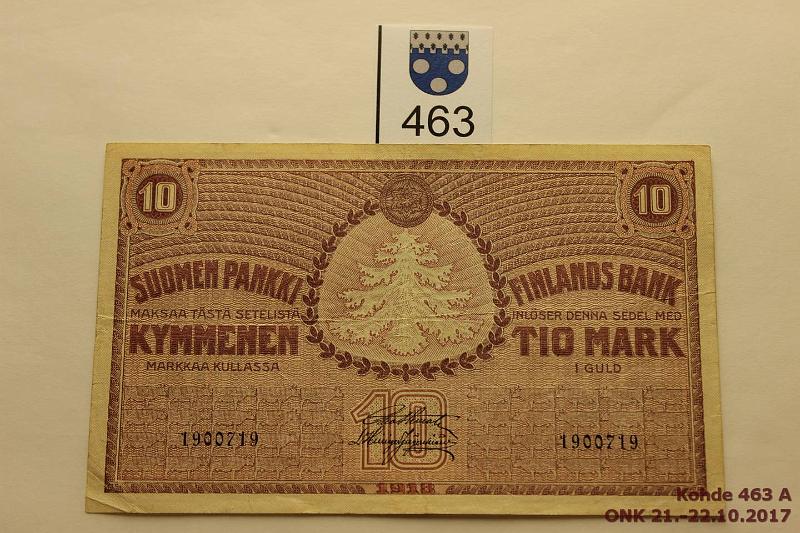 463
10
10
SUOMEN PANKKI
MAKSAA TÄSTÄ SETELISTÄ
KYMMENEN
MARKKAA KULLASSA
FINLANDS BANK
INLÖSER DENNA SEDEL MED
TIO MARK
I GULD
1900719
10
1900719
1918
Kohde 463 A
ONK 21.-22.10.2017